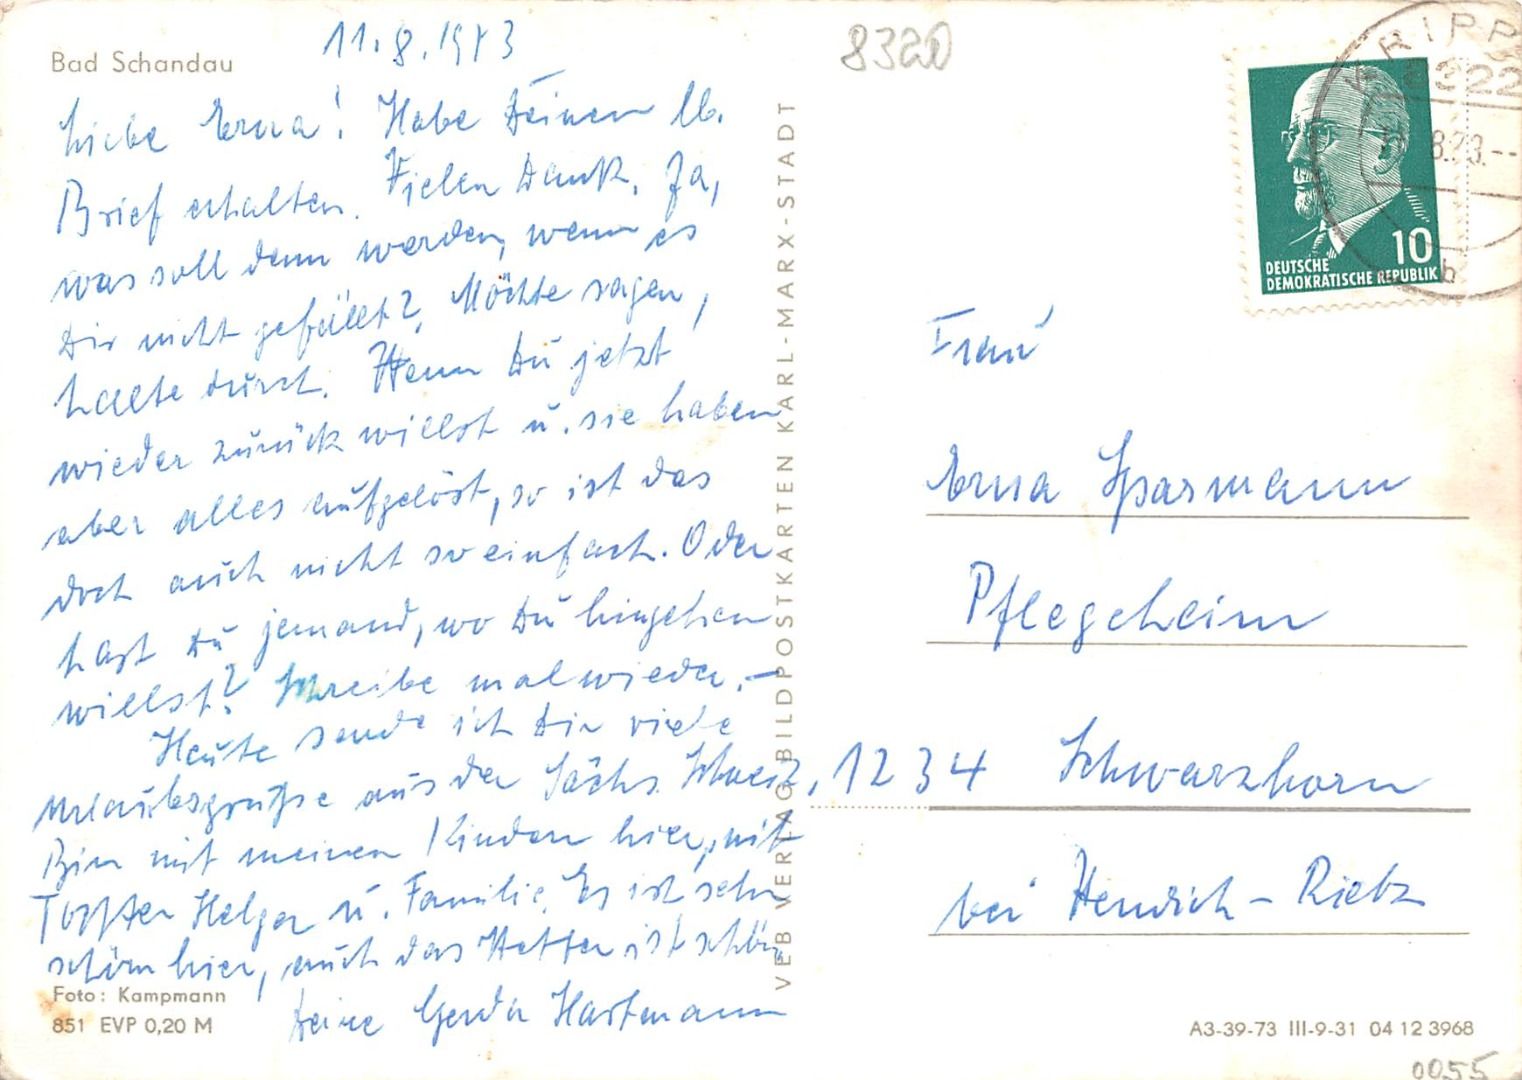 Bad Schandau
11.8.1973
8320
Liebe Erna! Habe Deinen lb.
Brief erhalten. Vielen Dank. Ja,
was soll denn werden, wenn es
Dir nicht gefällt? Möchte sagen,
halte durch. Wenn Du jetzt
wieder zurück willst u. sie haben
aber alles aufgelöst, so ist das
doch auch nicht so einfach. Oder
hast Du jemand, wo Du hingehen
willst? Schreibe mal wieder. –
Heute sende ich Dir viele
Urlaubsgrüße aus der Sächs. Schweiz,
Bin mit meinen Kindern hier, mit
Tochter Helga u. Familie. Es ist sehr
schön hier, auch das Wetter ist schön
Deine Gerda Hartmann
Foto: Kampmann
851 EVP 0,20 M
VEB VERLAG BILDPOSTKARTEN KARL-MARX-STADT
10
DEUTSCHE
DEMOKRATISCHE REPUBLIK
8.73.--
b
Frau
Erna Sparmann
Pflegeheim
1234 Schwarzhorn
bei Wendisch-Rietz
A3-39-73 III-9-31 04 12 3968
0055